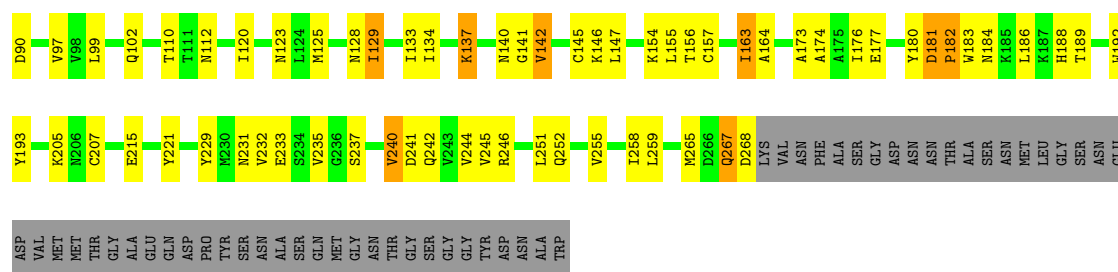 D90 V97 V98 L99 Q102 T110 T111 N112 I120 N123 L124 M125 N128 I129 I133 I134 K137 N140 G141 V142 C145 K146 L147 K154 L155 T156 C157 I163 A164 A173 A174 A175 I176 E177 Y180 D181 P182 W183 N184 K185 L186 K187 H188 T189 W192
Y193 K205 N206 C207 E215 Y221 Y229 M230 N231 V232 E233 S234 V235 G236 S237 V240 D241 Q242 V243 V244 V245 R246 L251 Q252 V255 I258 L259 M265 D266 Q267 D268 LYS VAL ASN PHE ALA SER GLY ASP ASN ASN THR ALA SER ASN MET LEU GLY SER ASN GLU
ASP VAL MET MET THR GLY ALA GLU GLN ASP PRO TYR SER ASN ALA SER GLN MET GLY ASN THR GLY SER GLY GLY TYR ASP ASN ALA TRP